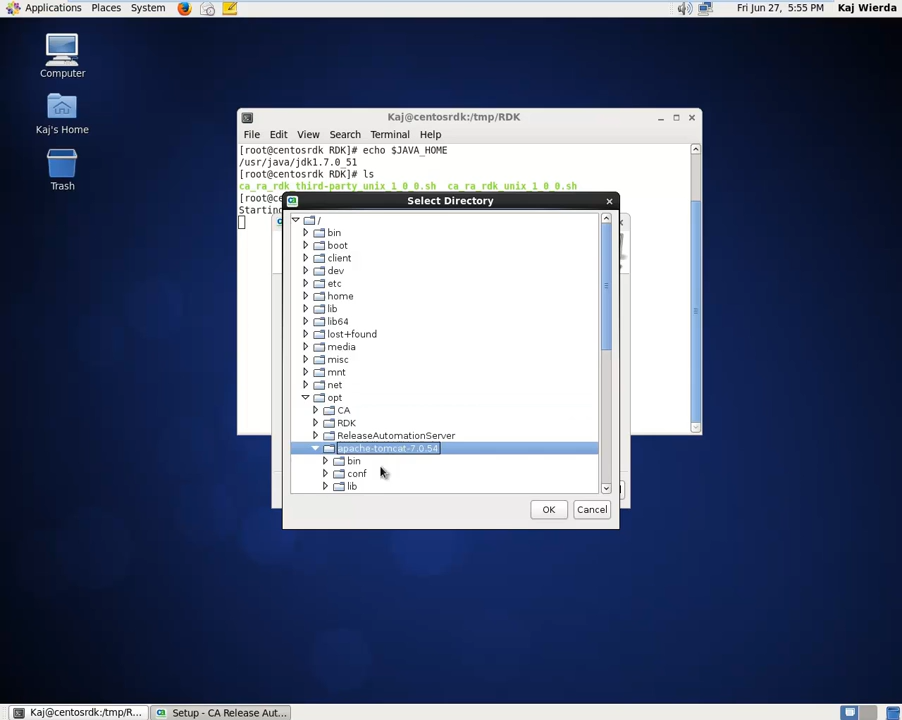 Applications Places System
Fri Jun 27, 5:55 PM Kaj Wierda
Computer
Kaj's Home
Trash
Kaj@centosrdk:/tmp/RDK
File Edit View Search Terminal Help
[root@centosrdk RDK]# echo $JAVA_HOME
/usr/java/jdk1.7.0_51
[root@centosrdk RDK]# ls
ca_ra_rdk_third-party_unix_1_0_0.sh ca_ra_rdk_unix_1_0_0.sh
[root@ce
Starting
Select Directory
/
bin
boot
client
dev
etc
home
lib
lib64
lost+found
media
misc
mnt
net
opt
CA
RDK
ReleaseAutomationServer
apache-tomcat-7.0.54
bin
conf
lib
OK Cancel
Kaj@centosrdk:/tmp/R... Setup - CA Release Aut...